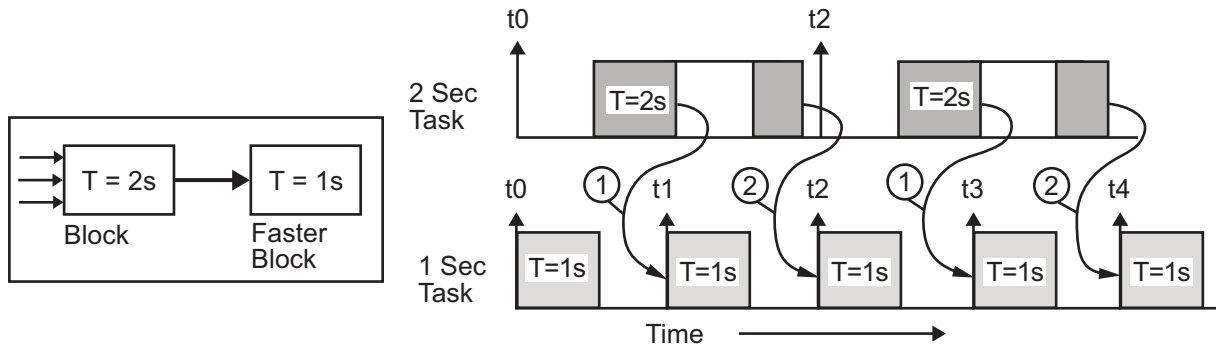 T = 2s
T = 1s
Block
Faster
Block
t0
t2
2 Sec
Task
T=2s
T=2s
1
2
1
2
t0
t1
t2
t3
t4
1 Sec
Task
T=1s
T=1s
T=1s
T=1s
T=1s
Time